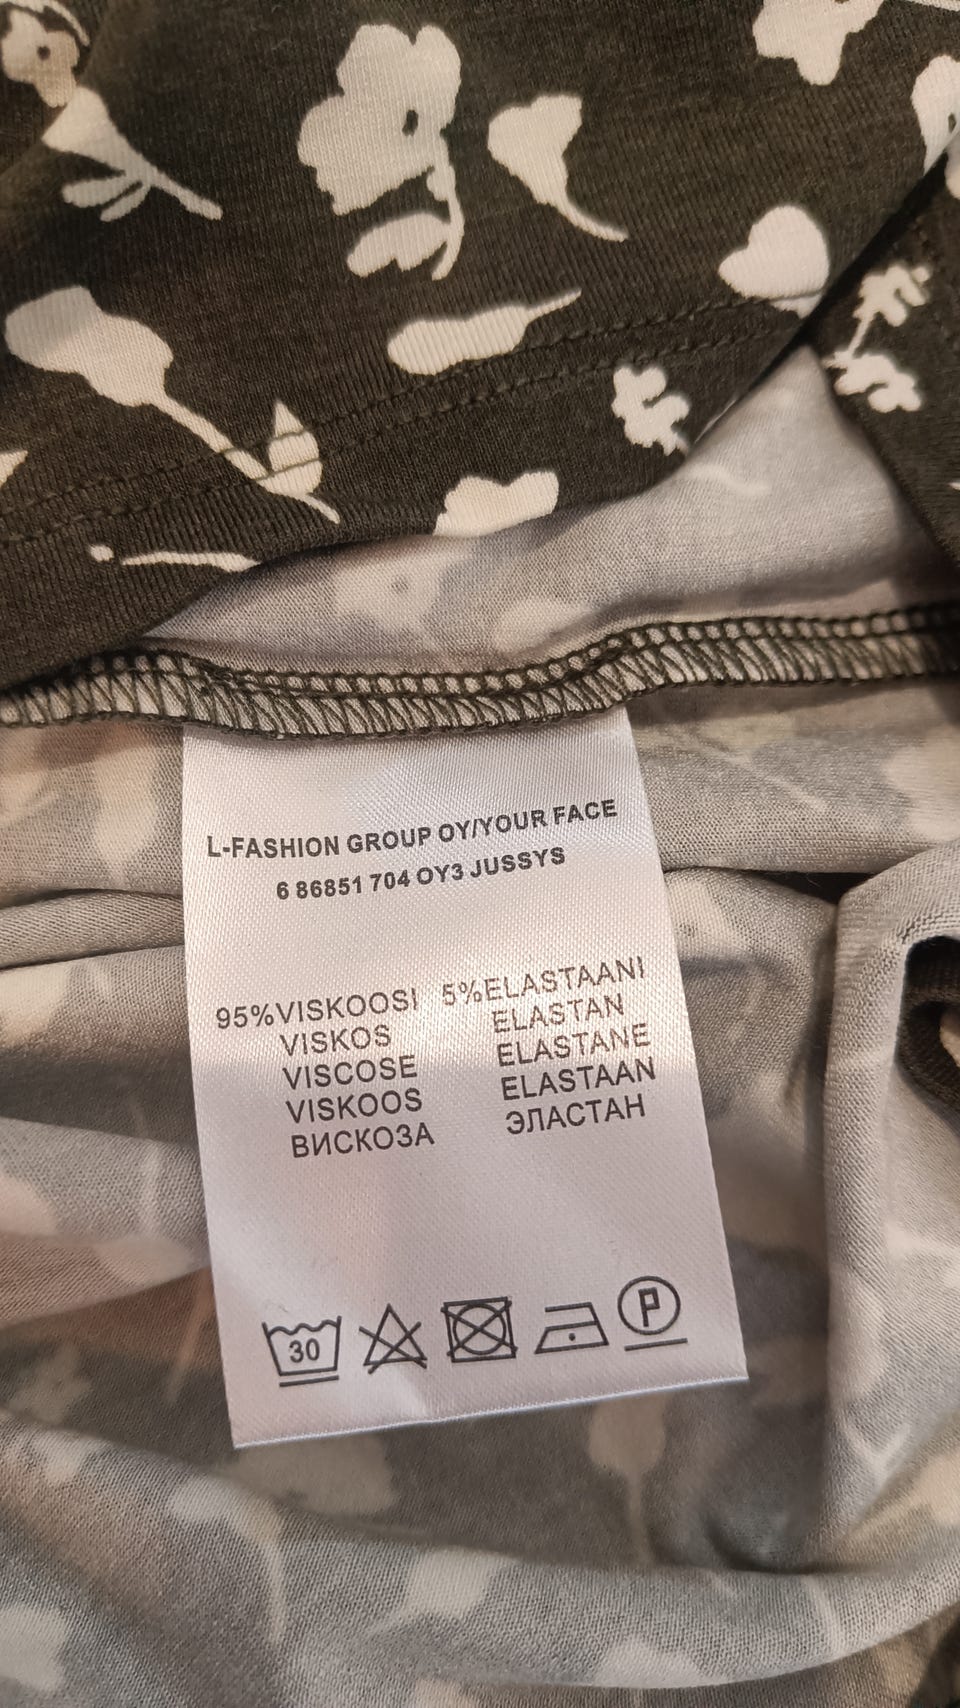 L-FASHION GROUP OY/YOUR FACE
6 86851 704 OY3 JUSSYS
95%VISKOOSI 5%ELASTAANI
VISKOS ELASTAN
VISCOSE ELASTANE
VISKOOS ELASTAAN
ВИСКОЗА ЭЛАСТАН
30 P